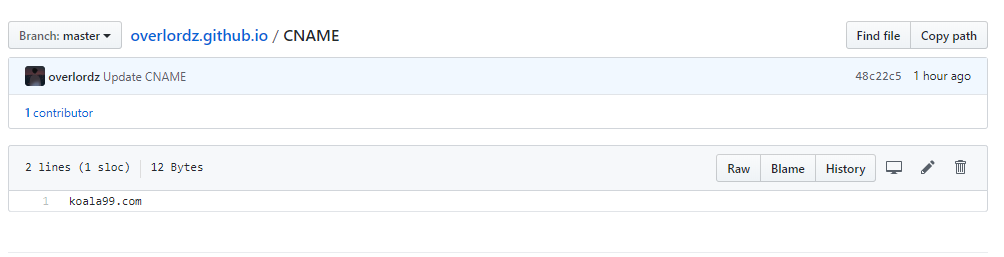 Branch: master overlordz.github.io / CNAME Find file Copy path
overlordz Update CNAME 48c22c5 1 hour ago
1 contributor
2 lines (1 sloc) 12 Bytes Raw Blame History
1 koala99.com